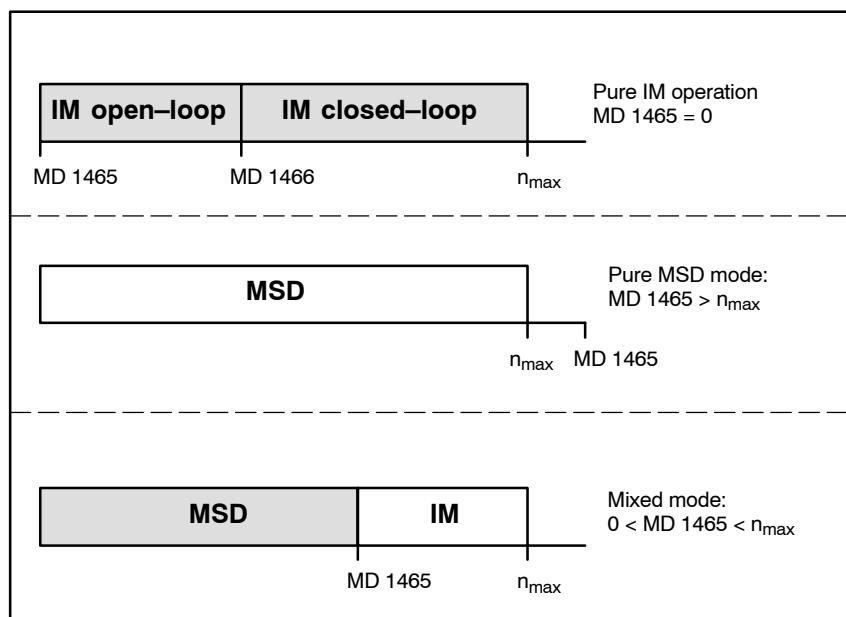 IM open–loop IM closed–loop
Pure IM operation
MD 1465 = 0
MD 1465 MD 1466 nmax
MSD
Pure MSD mode:
MD 1465 > nmax
nmax MD 1465
MSD IM
Mixed mode:
0 < MD 1465 < nmax
MD 1465 nmax